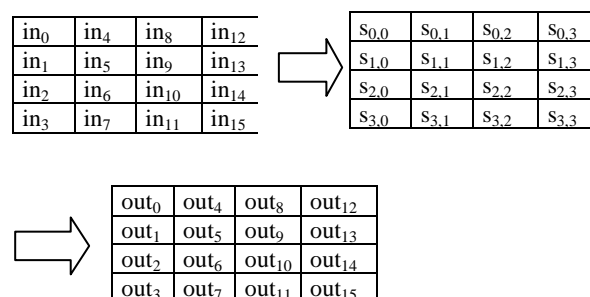 in₀ in₄ in₈ in₁₂
in₁ in₅ in₉ in₁₃
in₂ in₆ in₁₀ in₁₄
in₃ in₇ in₁₁ in₁₅
s₀,₀ s₀,₁ s₀,₂ s₀,₃
s₁,₀ s₁,₁ s₁,₂ s₁,₃
s₂,₀ s₂,₁ s₂,₂ s₂,₃
s₃,₀ s₃,₁ s₃,₂ s₃,₃
out₀ out₄ out₈ out₁₂
out₁ out₅ out₉ out₁₃
out₂ out₆ out₁₀ out₁₄
out₃ out₇ out₁₁ out₁₅